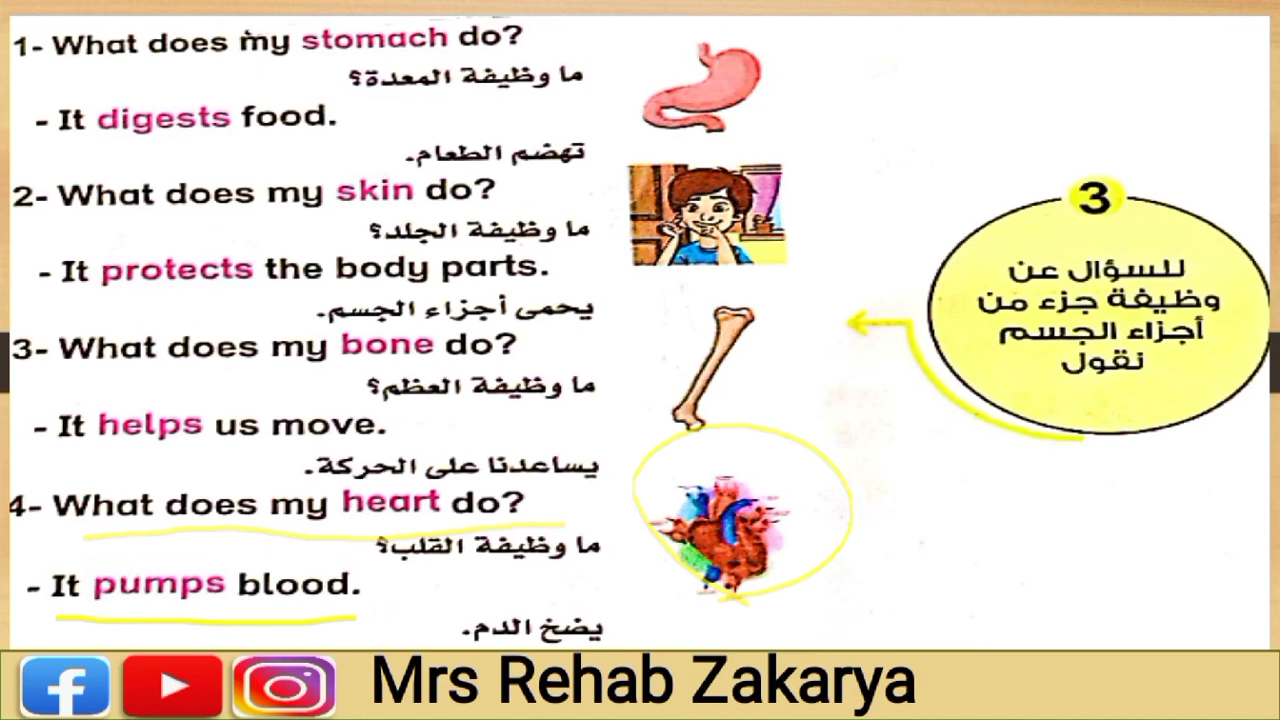 1- What does my stomach do?
ما وظيفة المعدة؟
- It digests food.
تهضم الطعام.
2- What does my skin do?
ما وظيفة الجلد؟
- It protects the body parts.
يحمى أجزاء الجسم.
3- What does my bone do?
ما وظيفة العظم؟
- It helps us move.
يساعدنا على الحركة.
4- What does my heart do?
ما وظيفة القلب؟
- It pumps blood.
يضخ الدم.
3
للسؤال عن
وظيفة جزء من
أجزاء الجسم
نقول
Mrs Rehab Zakarya